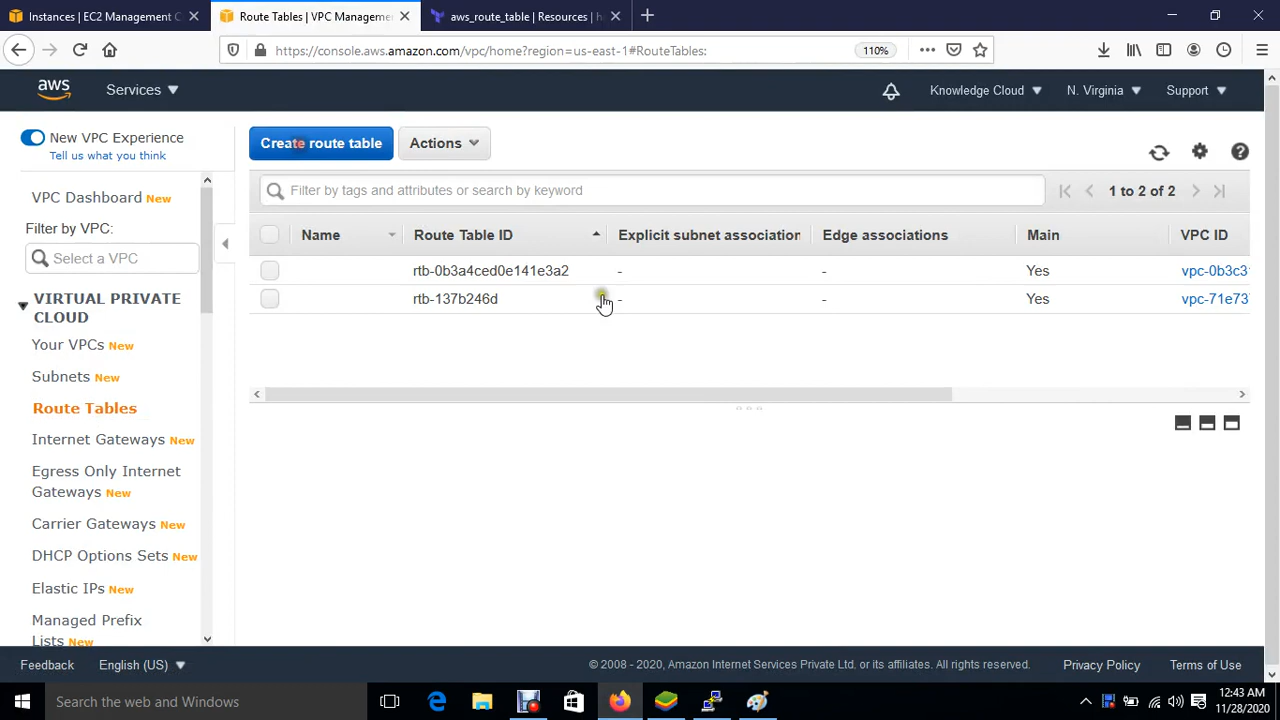 Instances | EC2 Management C
Route Tables | VPC Manageme
aws_route_table | Resources | h
https://console.aws.amazon.com/vpc/home?region=us-east-1#RouteTables:
110%
aws
Services
Knowledge Cloud
N. Virginia
Support
New VPC Experience
Tell us what you think
Create route table
Actions
VPC Dashboard New
Filter by tags and attributes or search by keyword
1 to 2 of 2
Filter by VPC:
Select a VPC
Name
Route Table ID
Explicit subnet association
Edge associations
Main
VPC ID
rtb-0b3a4ced0e141e3a2
-
-
Yes
vpc-0b3c3
rtb-137b246d
-
-
Yes
vpc-71e73
VIRTUAL PRIVATE
CLOUD
Your VPCs New
Subnets New
Route Tables
Internet Gateways New
Egress Only Internet
Gateways New
Carrier Gateways New
DHCP Options Sets New
Elastic IPs New
Managed Prefix
Lists New
Feedback
English (US)
© 2008 - 2020, Amazon Internet Services Private Ltd. or its affiliates. All rights reserved.
Privacy Policy
Terms of Use
Search the web and Windows
12:43 AM
11/28/2020